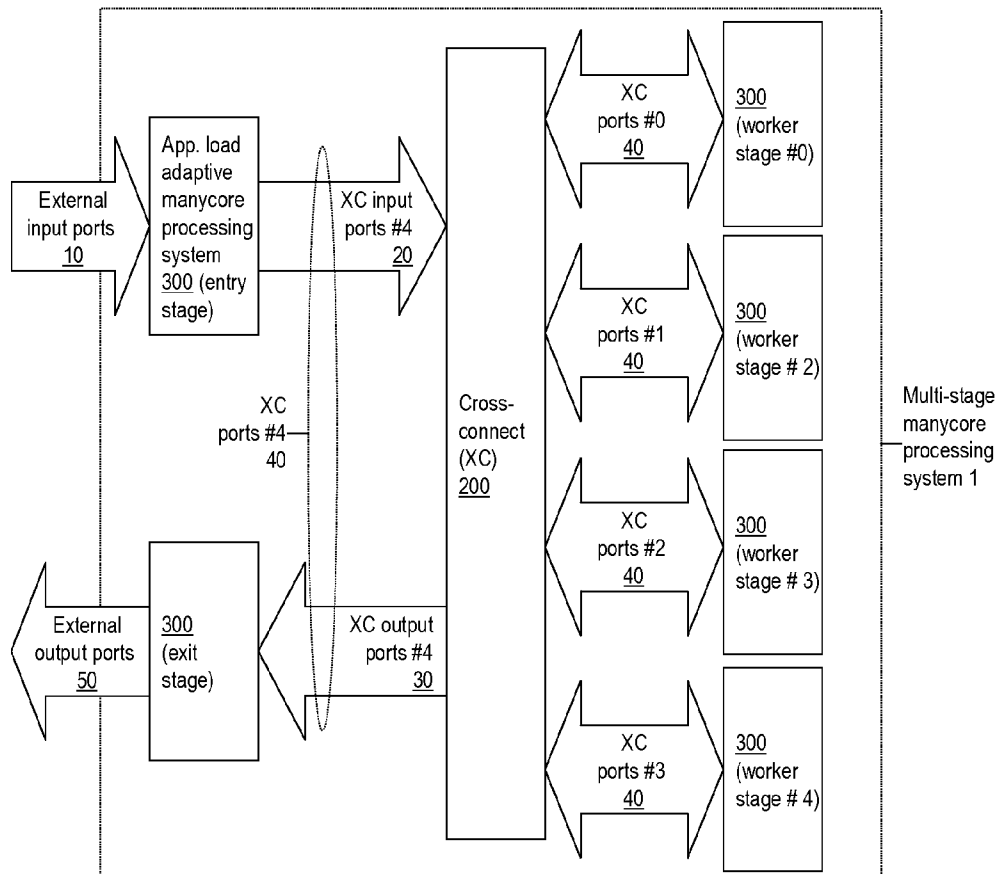 External
input ports
10
App. load
adaptive
manycore
processing
system
300 (entry
stage)
XC input
ports #4
20
XC
ports #4
40
Cross-
connect
(XC)
200
XC
ports #0
40
300
(worker
stage #0)
XC
ports #1
40
300
(worker
stage # 2)
XC
ports #2
40
300
(worker
stage # 3)
XC
ports #3
40
300
(worker
stage # 4)
Multi-stage
manycore
processing
system 1
External
output ports
50
300
(exit
stage)
XC output
ports #4
30